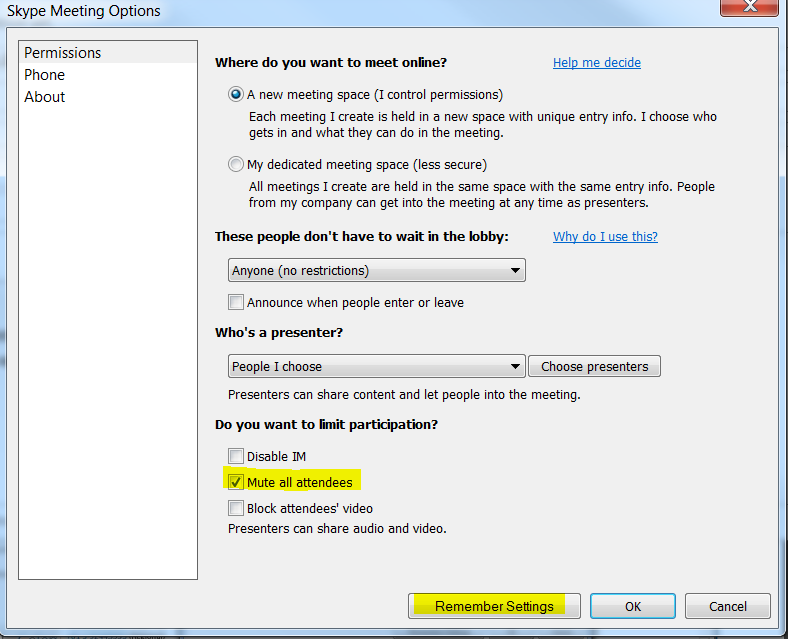 Skype Meeting Options
Permissions
Phone
About
Where do you want to meet online?
Help me decide
A new meeting space (I control permissions)
Each meeting I create is held in a new space with unique entry info. I choose who
gets in and what they can do in the meeting.
My dedicated meeting space (less secure)
All meetings I create are held in the same space with the same entry info. People
from my company can get into the meeting at any time as presenters.
These people don't have to wait in the lobby:
Why do I use this?
Anyone (no restrictions)
Announce when people enter or leave
Who's a presenter?
People I choose
Choose presenters
Presenters can share content and let people into the meeting.
Do you want to limit participation?
Disable IM
Mute all attendees
Block attendees' video
Presenters can share audio and video.
Remember Settings
OK
Cancel